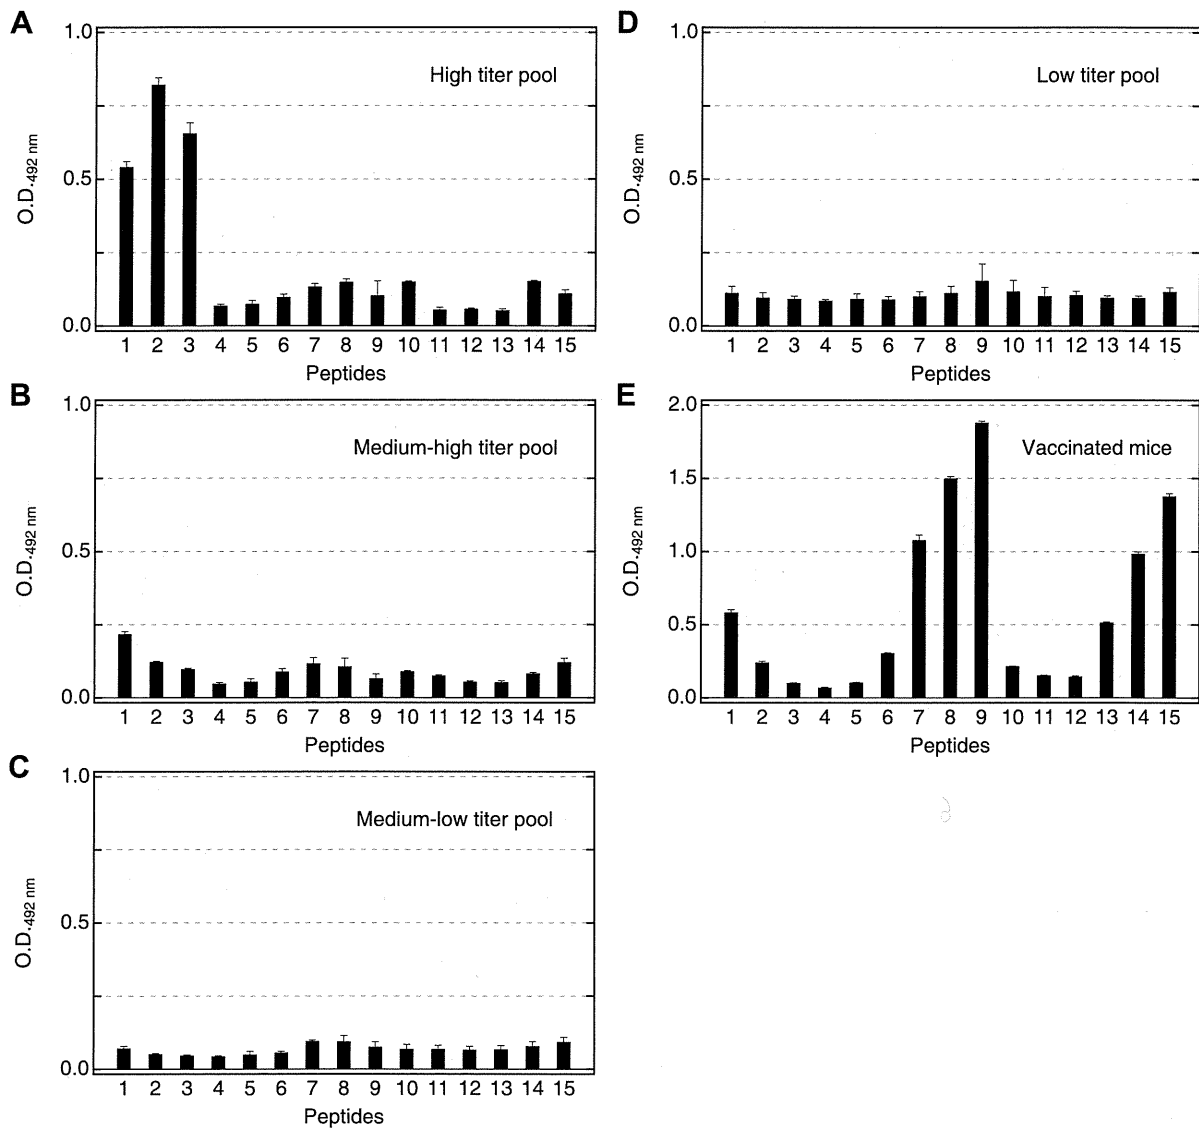 A
1.0
High titer pool
0.5
0.0
O.D.492 nm
1 2 3 4 5 6 7 8 9 10 11 12 13 14 15
Peptides
B
1.0
Medium-high titer pool
0.5
0.0
O.D.492 nm
1 2 3 4 5 6 7 8 9 10 11 12 13 14 15
Peptides
C
1.0
Medium-low titer pool
0.5
0.0
O.D.492 nm
1 2 3 4 5 6 7 8 9 10 11 12 13 14 15
Peptides
D
1.0
Low titer pool
0.5
0.0
O.D.492 nm
1 2 3 4 5 6 7 8 9 10 11 12 13 14 15
Peptides
E
2.0
Vaccinated mice
1.5
1.0
0.5
0.0
O.D.492 nm
1 2 3 4 5 6 7 8 9 10 11 12 13 14 15
Peptides